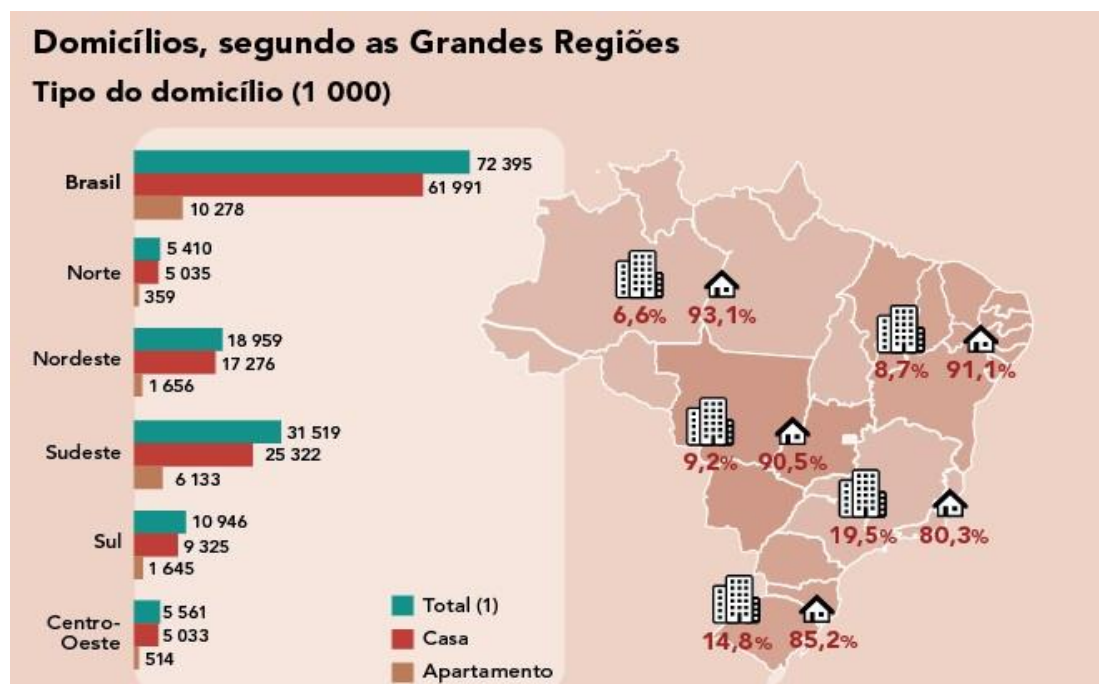 Domicílios, segundo as Grandes Regiões
Tipo do domicílio (1 000)
Brasil
72 395
61 991
10 278
Norte
5 410
5 035
359
Nordeste
18 959
17 276
1 656
Sudeste
31 519
25 322
6 133
Sul
10 946
9 325
1 645
Centro-
Oeste
5 561
5 033
514
Total (1)
Casa
Apartamento
6,6% 93,1%
8,7% 91,1%
9,2% 90,5%
19,5% 80,3%
14,8% 85,2%